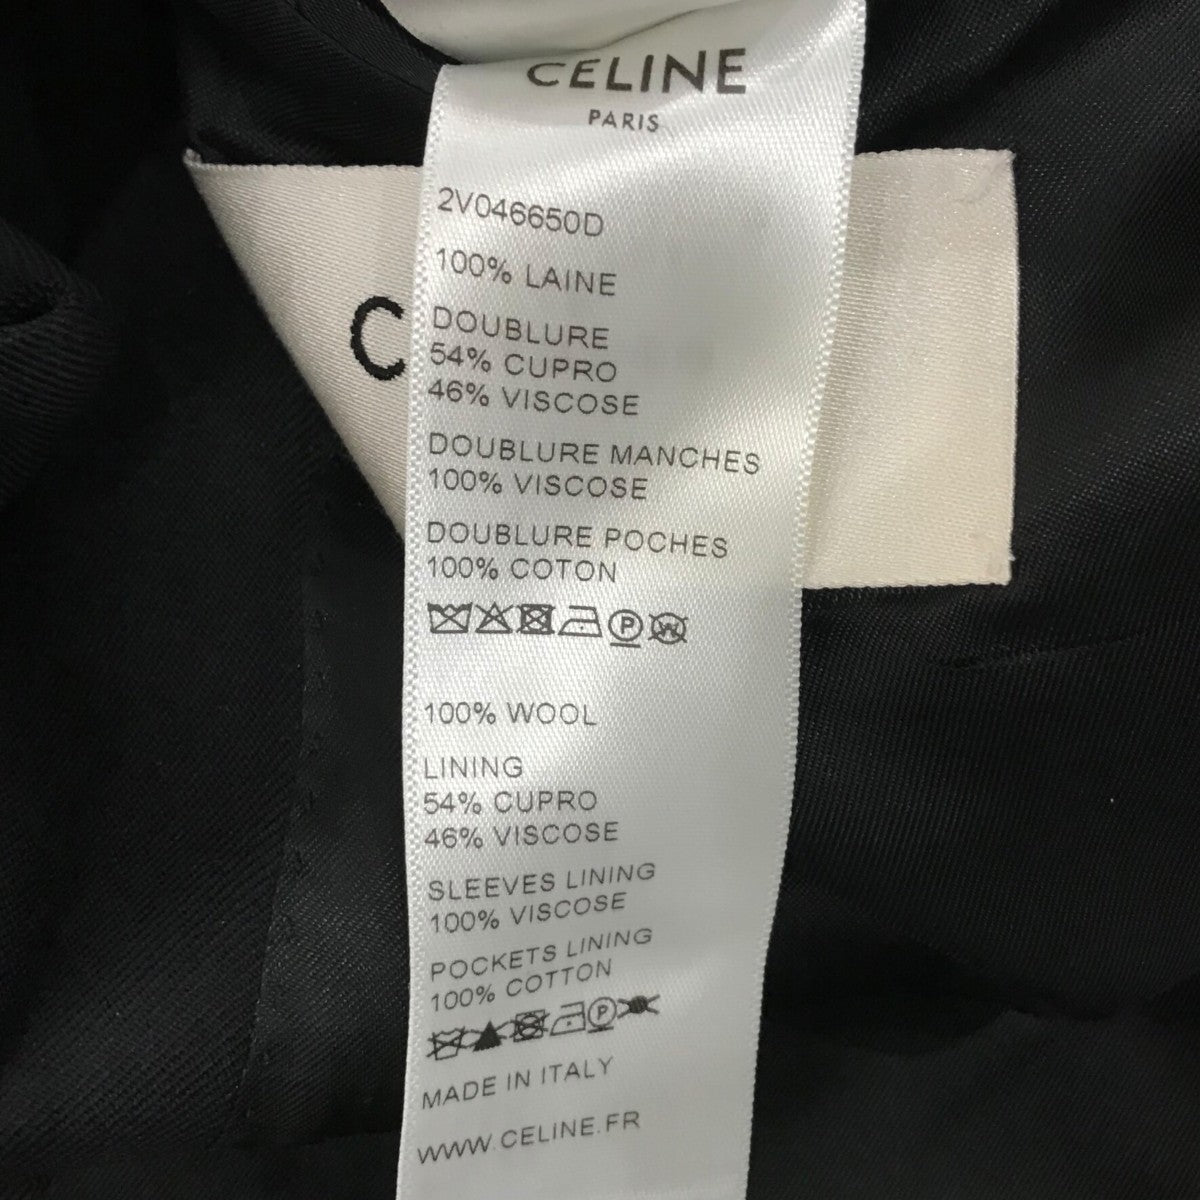 CELINE
PARIS
2V046650D
100% LAINE
DOUBLURE
54% CUPRO
46% VISCOSE
DOUBLURE MANCHES
100% VISCOSE
DOUBLURE POCHES
100% COTON
P W
100% WOOL
LINING
54% CUPRO
46% VISCOSE
SLEEVES LINING
100% VISCOSE
POCKETS LINING
100% COTTON
P
MADE IN ITALY
WWW.CELINE.FR
C